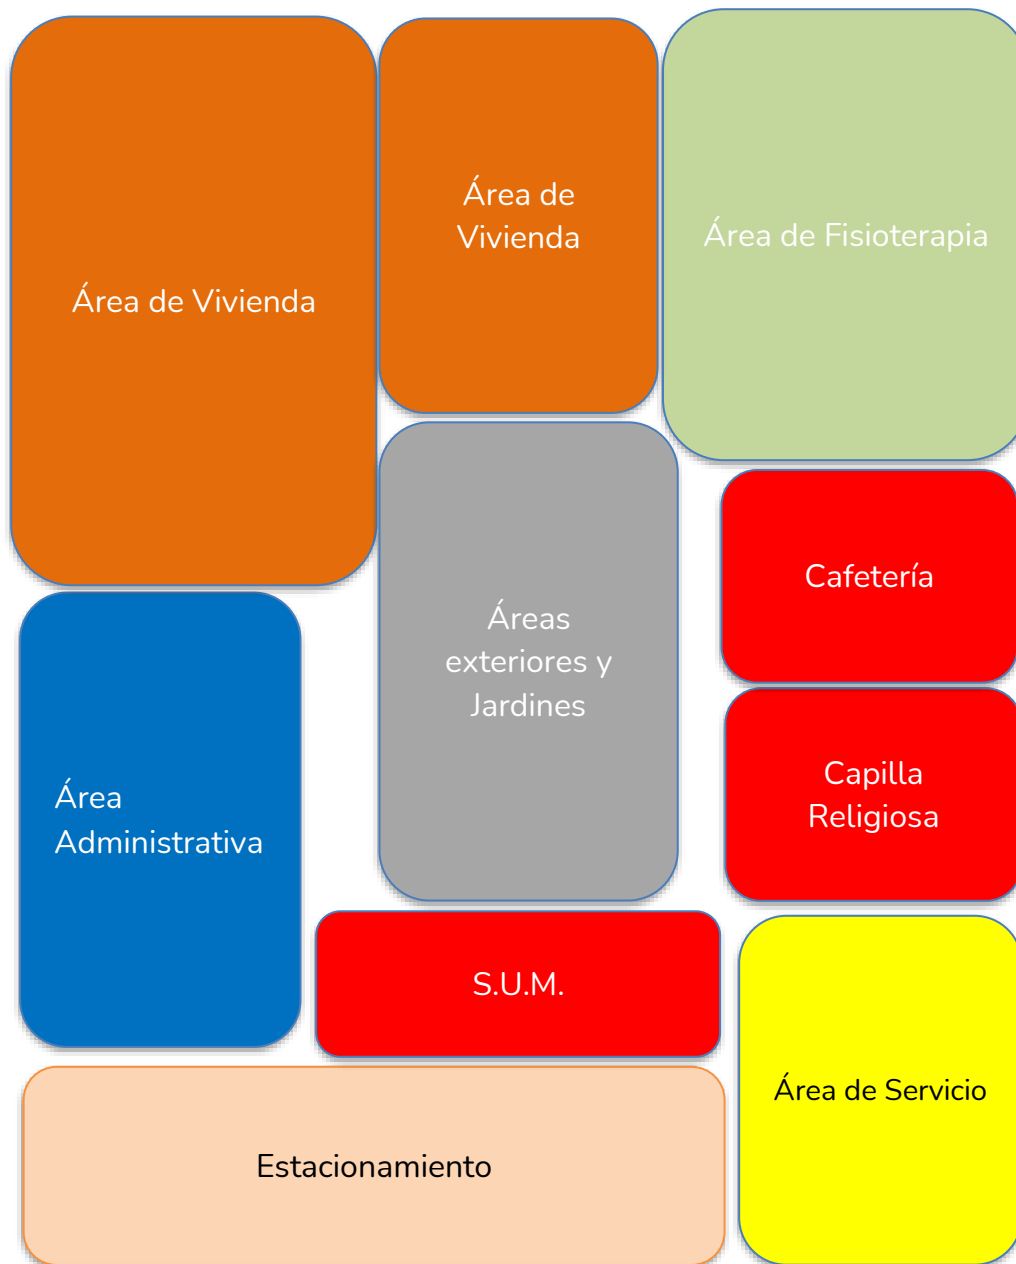 Área de Vivienda
Área de
Vivienda
Área de Fisioterapia
Cafetería
Áreas
exteriores y
Jardines
Capilla
Religiosa
Área
Administrativa
S.U.M.
Área de Servicio
Estacionamiento